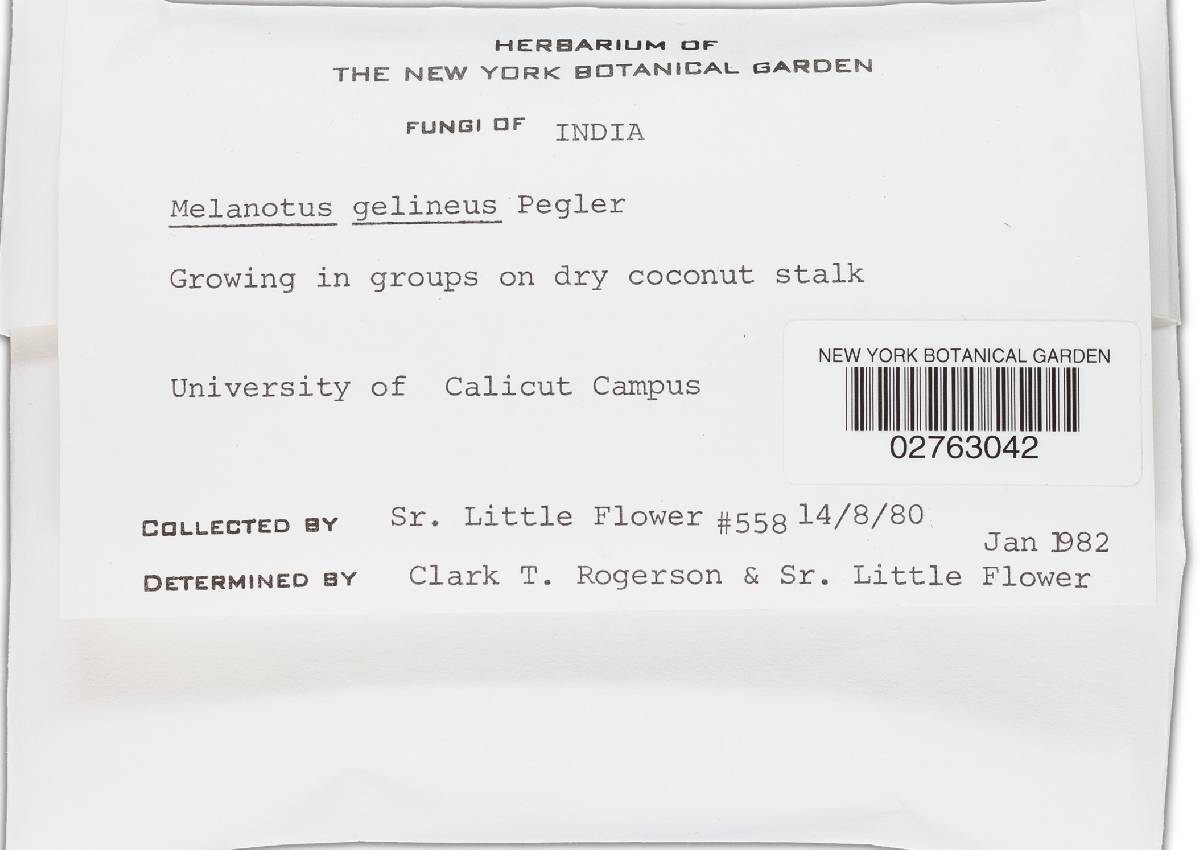 HERBARIUM OF
THE NEW YORK BOTANICAL GARDEN
FUNGI OF INDIA
Melanotus gelineus Pegler
Growing in groups on dry coconut stalk
University of Calicut Campus
NEW YORK BOTANICAL GARDEN
02763042
COLLECTED BY Sr. Little Flower #558 14/8/80
Jan 1982
DETERMINED BY Clark T. Rogerson & Sr. Little Flower